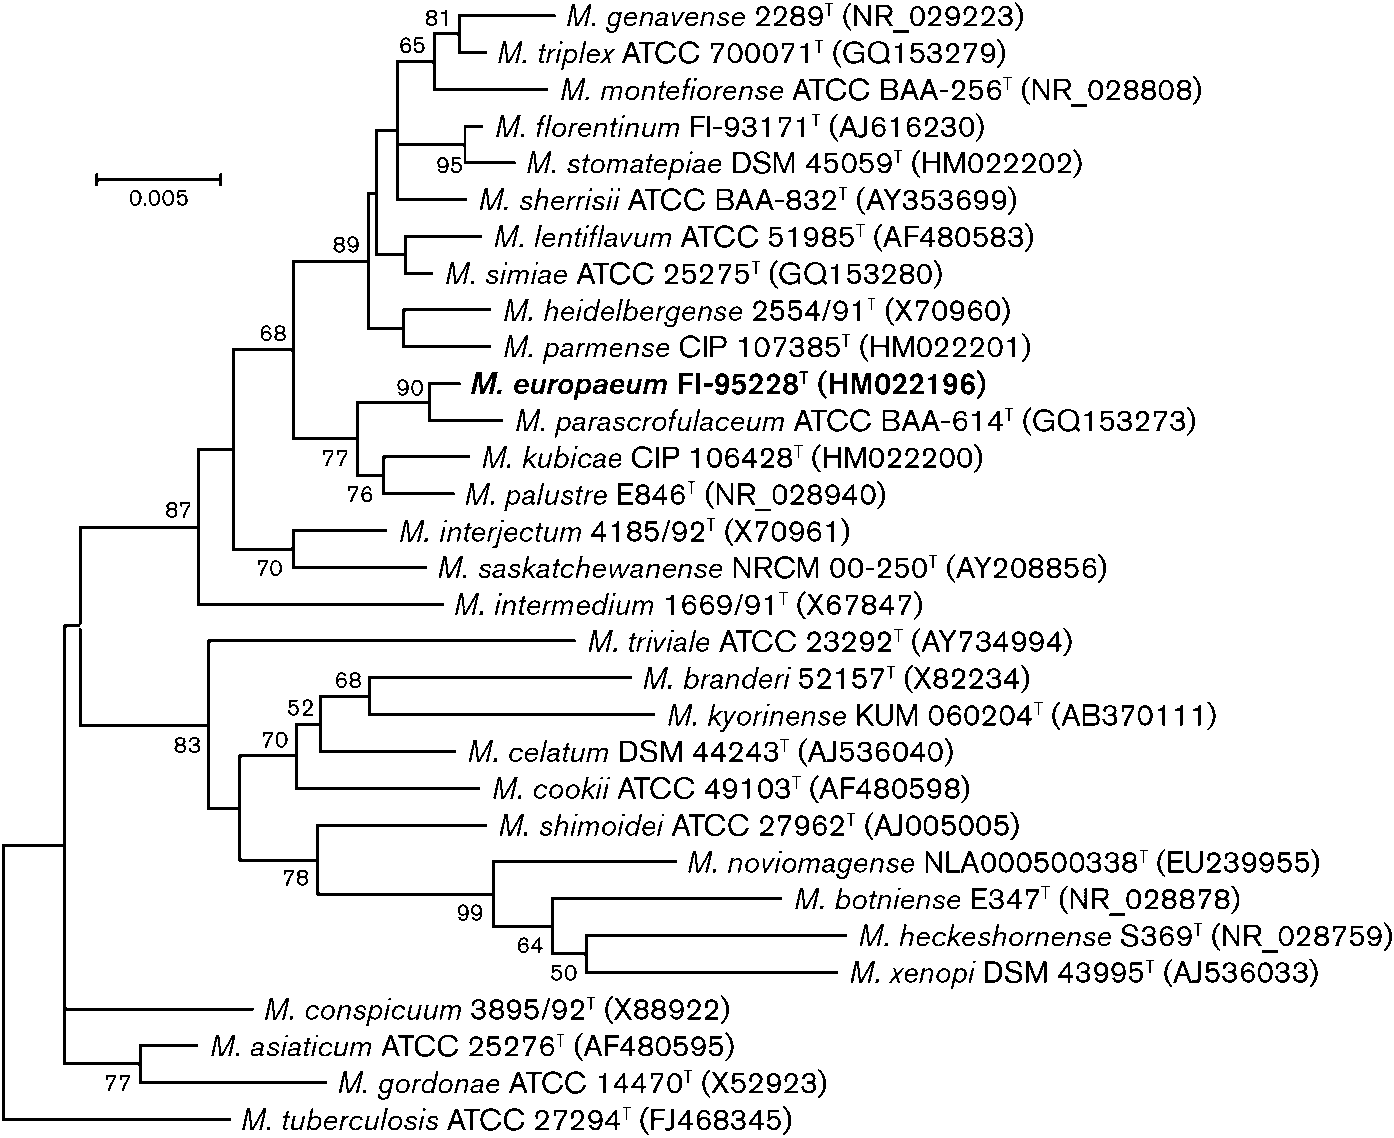 81 M. genavense 2289ᵀ (NR_029223)
65 M. triplex ATCC 700071ᵀ (GQ153279)
M. montefiorense ATCC BAA-256ᵀ (NR_028808)
M. florentinum FI-93171ᵀ (AJ616230)
95 M. stomatepiae DSM 45059ᵀ (HM022202)
0.005
M. sherrisii ATCC BAA-832ᵀ (AY353699)
M. lentiflavum ATCC 51985ᵀ (AF480583)
89
M. simiae ATCC 25275ᵀ (GQ153280)
M. heidelbergense 2554/91ᵀ (X70960)
68
M. parmense CIP 107385ᵀ (HM022201)
90 M. europaeum FI-95228ᵀ (HM022196)
M. parascrofulaceum ATCC BAA-614ᵀ (GQ153273)
77 M. kubicae CIP 106428ᵀ (HM022200)
76 M. palustre E846ᵀ (NR_028940)
87
M. interjectum 4185/92ᵀ (X70961)
70 M. saskatchewanense NRCM 00-250ᵀ (AY208856)
M. intermedium 1669/91ᵀ (X67847)
M. triviale ATCC 23292ᵀ (AY734994)
68 M. branderi 52157ᵀ (X82234)
52 M. kyorinense KUM 060204ᵀ (AB370111)
83 70 M. celatum DSM 44243ᵀ (AJ536040)
M. cookii ATCC 49103ᵀ (AF480598)
M. shimoidei ATCC 27962ᵀ (AJ005005)
M. noviomagense NLA000500338ᵀ (EU239955)
78
M. botniense E347ᵀ (NR_028878)
99
M. heckeshornense S369ᵀ (NR_028759)
64
50 M. xenopi DSM 43995ᵀ (AJ536033)
M. conspicuum 3895/92ᵀ (X88922)
M. asiaticum ATCC 25276ᵀ (AF480595)
77 M. gordonae ATCC 14470ᵀ (X52923)
M. tuberculosis ATCC 27294ᵀ (FJ468345)